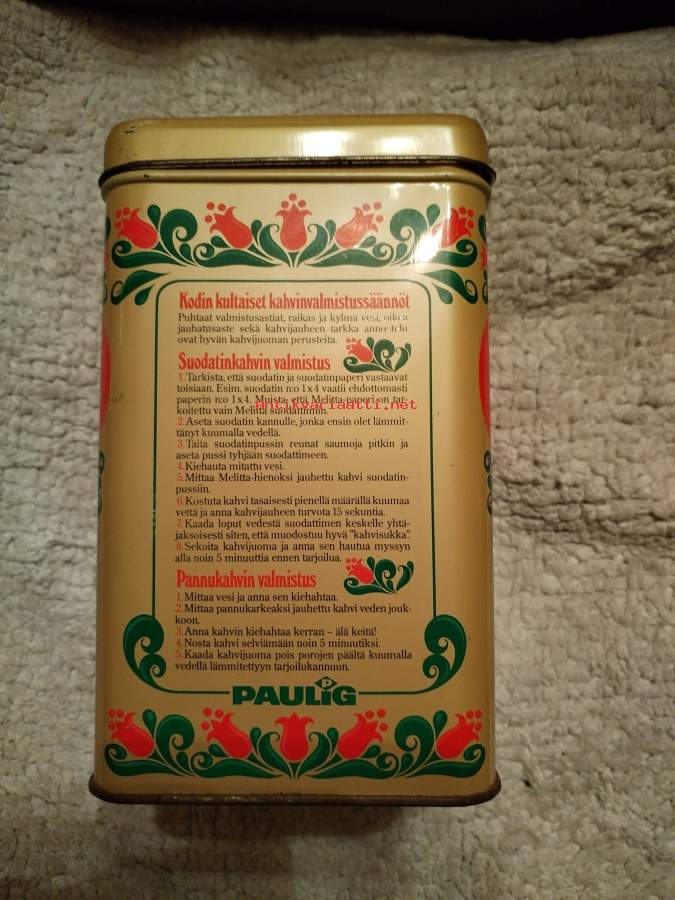 Kodin kultaiset kahvinvalmistussäännöt
Puhtaat valmistusastiat, raikas ja kylmä vesi, oikea
jauhatusaste sekä kahvijauheen tarkka annostelu
ovat hyvän kahvijuoman perusteita.
Suodatinkahvin valmistus
1. Tarkista, että suodatin ja suodatinpaperi vastaavat
toisiaan. Esim. suodatin n:o 1x4 vaatii ehdottomasti
paperin n:o 1x4. Muista, että Melitta-paperi on tar-
koitettu vain Melitta suodattimiin.
antikvariaatti.net
2. Aseta suodatin kannulle, jonka ensin olet lämmit-
tänyt kuumalla vedellä.
3. Taita suodatinpussin reunat saumoja pitkin ja
aseta pussi tyhjään suodattimeen.
4. Kiehauta mitattu vesi.
5. Mittaa Melitta-hienoksi jauhettu kahvi suodatin-
pussiin.
6. Kostuta kahvi tasaisesti pienellä määrällä kuumaa
vettä ja anna kahvijauheen turvota 15 sekuntia.
7. Kaada loput vedestä suodattimen keskelle yhtä-
jaksoisesti siten, että muodostuu hyvä "kahvisukka".
8. Sekoita kahvijuoma ja anna sen hautua myssyn
alla noin 5 minuuttia ennen tarjoilua.
Pannukahvin valmistus
1. Mittaa vesi ja anna sen kiehahtaa.
2. Mittaa pannukarkeaksi jauhettu kahvi veden jouk-
koon.
3. Anna kahvin kiehahtaa kerran – älä keitä!
4. Nosta kahvi selviämään noin 5 minuutiksi.
5. Kaada kahvijuoma pois porojen päältä kuumalla
vedellä lämmitettyyn tarjoilukannuun.
P
PAULIG